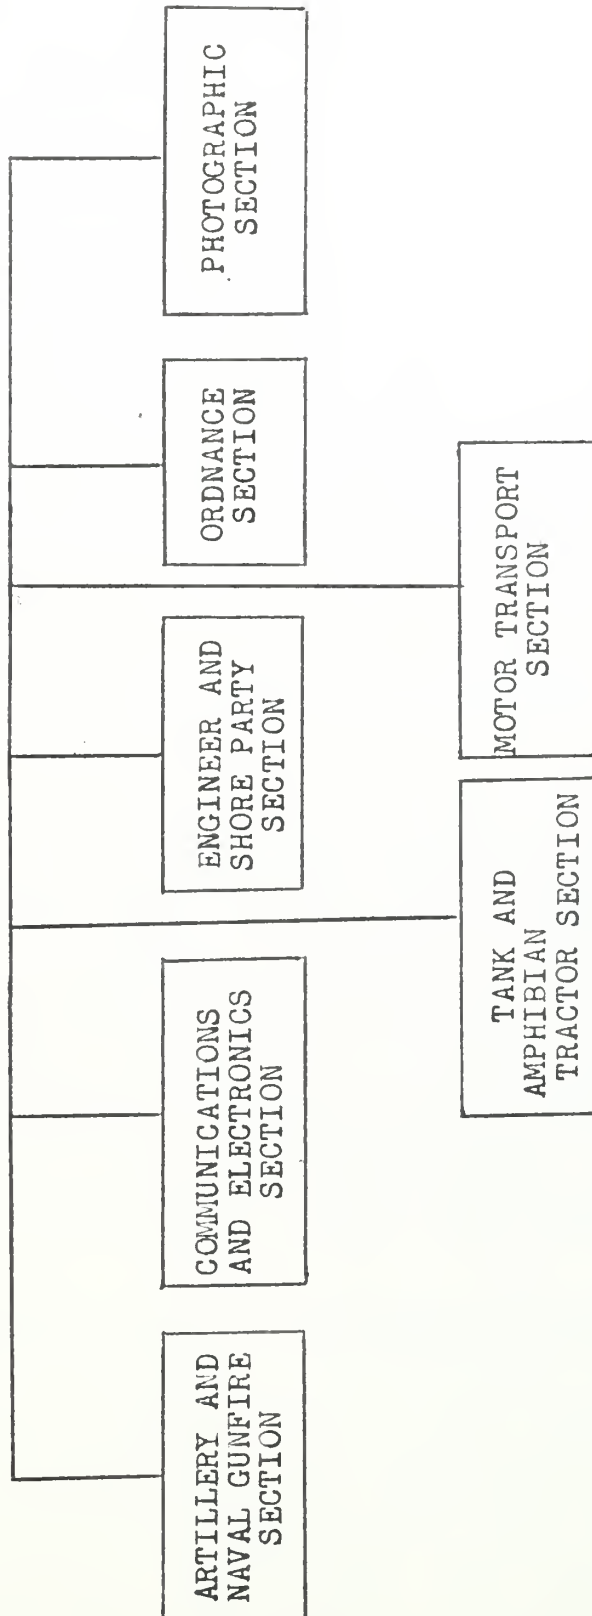 ARTILLERY AND
NAVAL GUNFIRE
SECTION
COMMUNICATIONS
AND ELECTRONICS
SECTION
ENGINEER AND
SHORE PARTY
SECTION
ORDNANCE
SECTION
PHOTOGRAPHIC
SECTION
TANK AND
AMPHIBIAN
TRACTOR SECTION
MOTOR TRANSPORT
SECTION